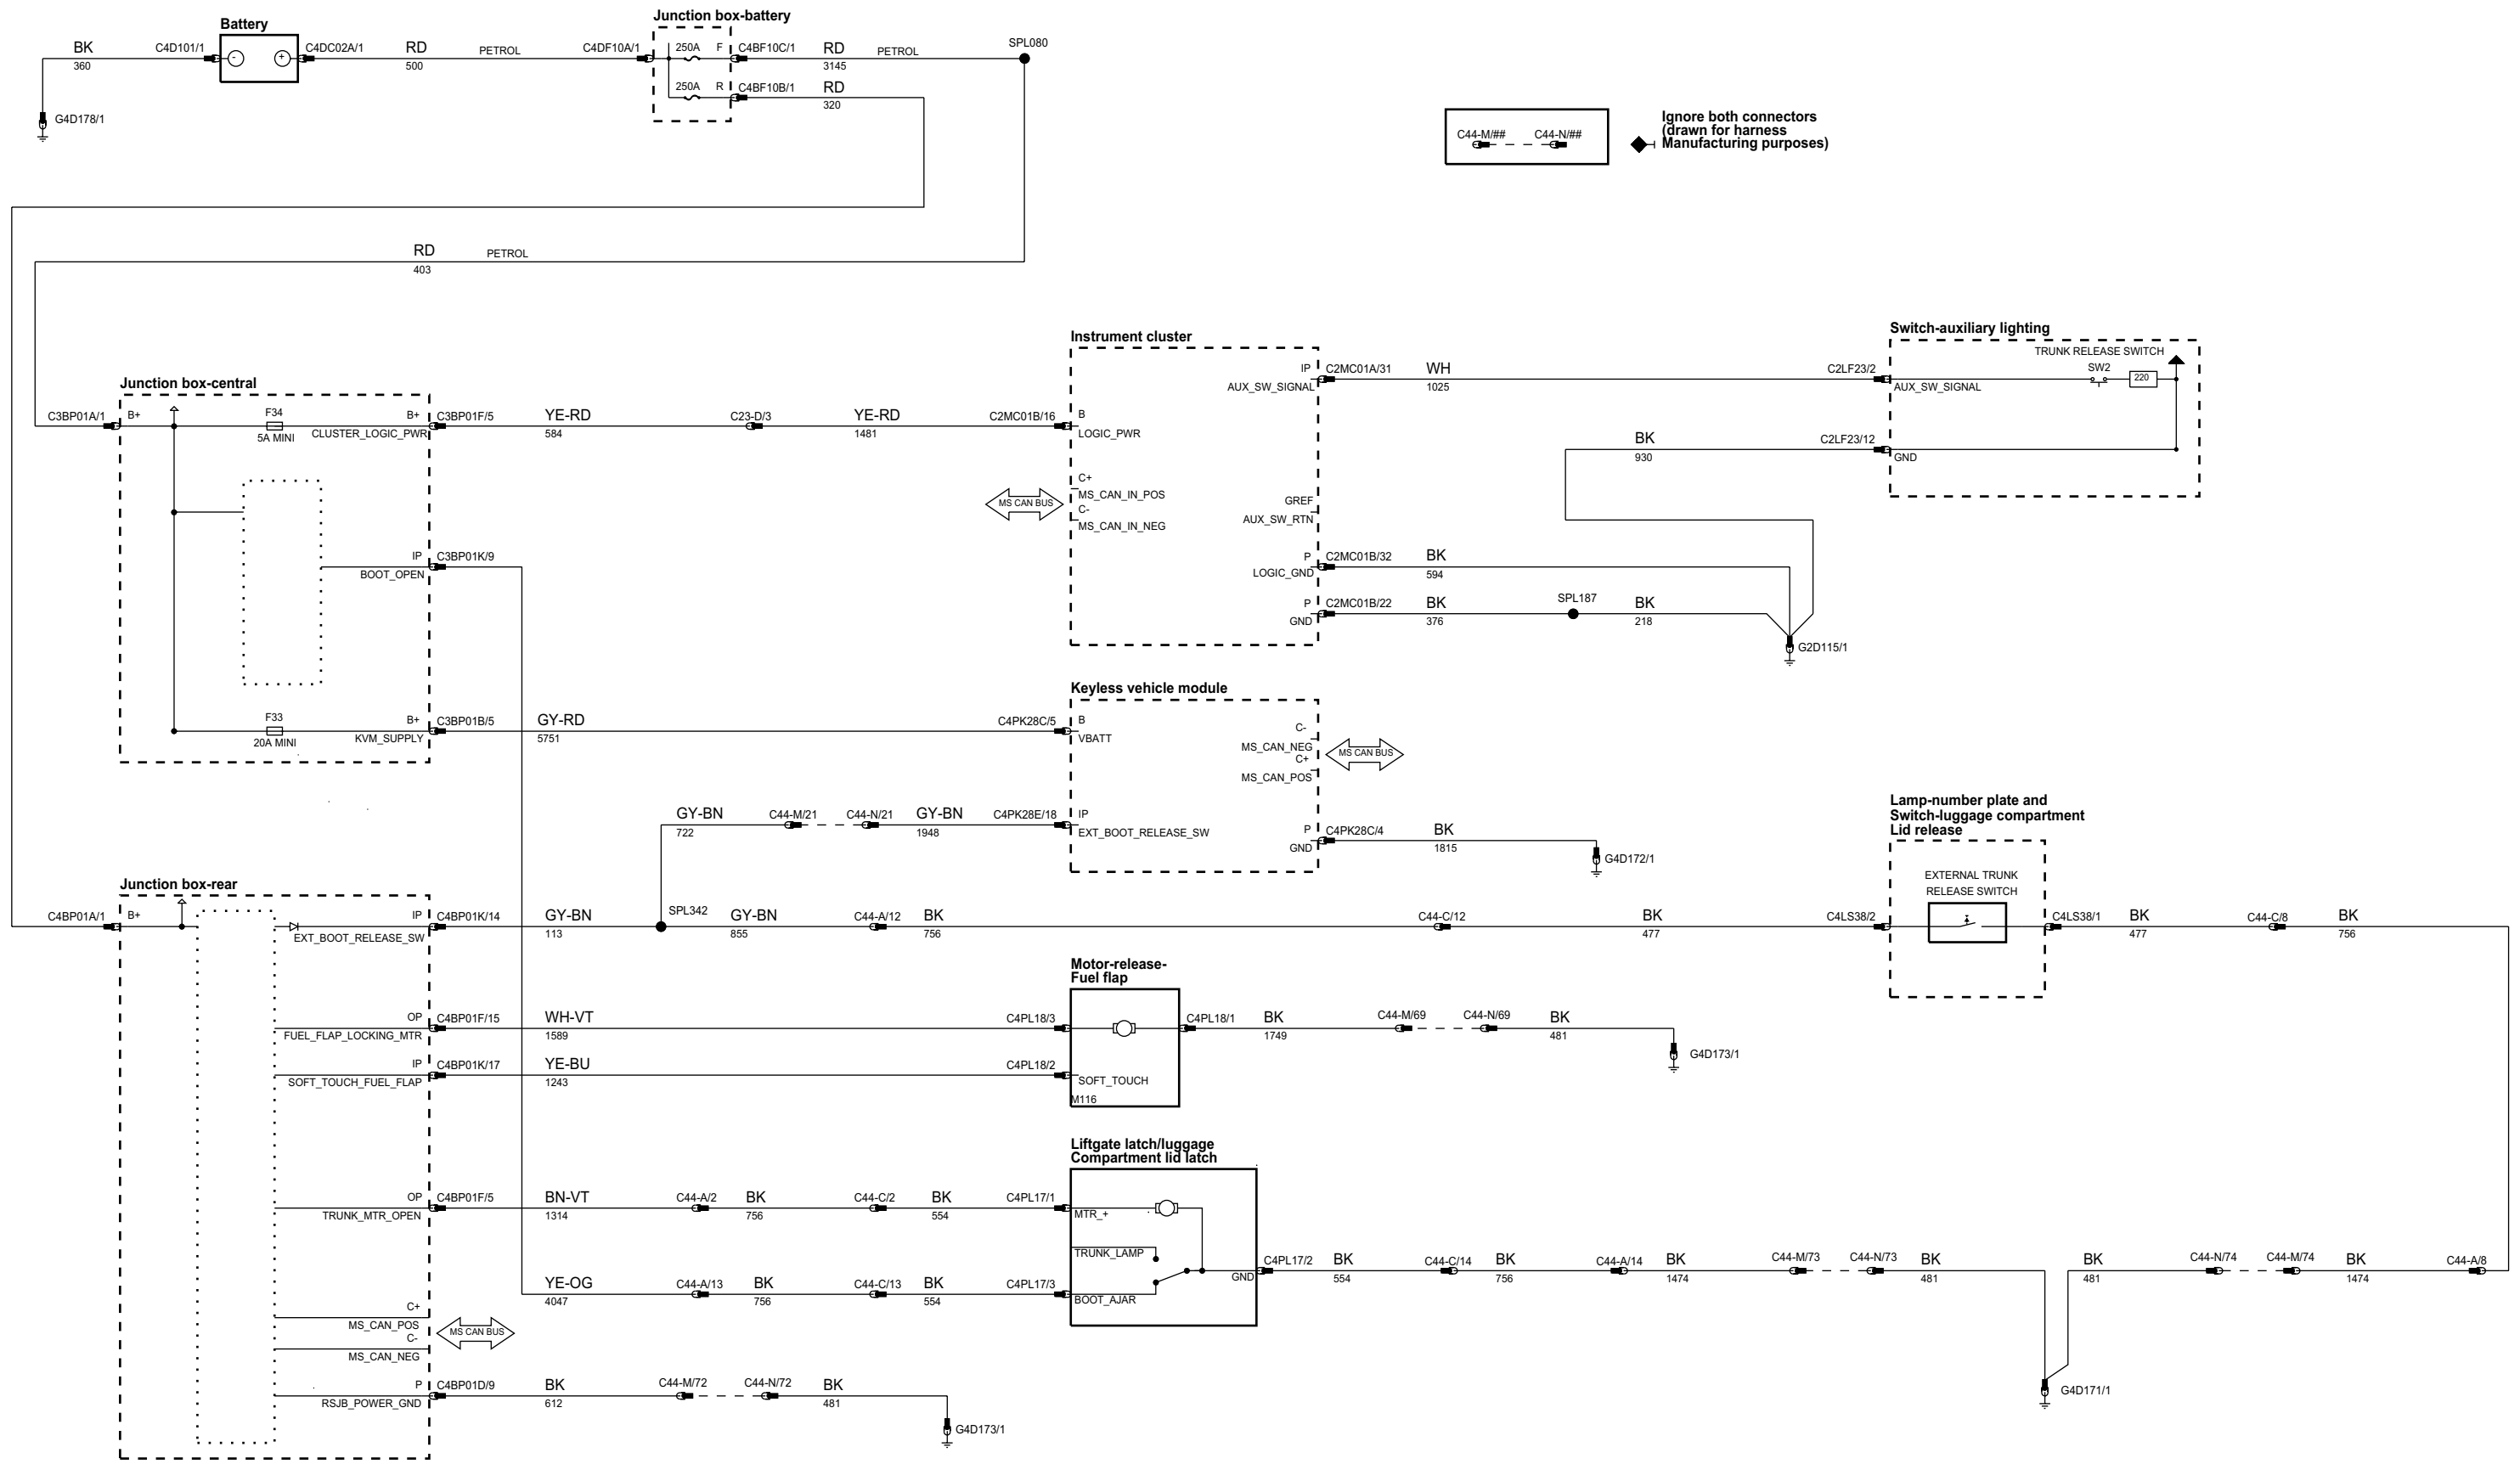 Battery
Junction box-battery
BK
360
C4D101/1
-
+
C4DC02A/1
RD
500
PETROL
C4DF10A/1
250A
F
C4BF10C/1
RD
3145
PETROL
SPL080
250A
R
C4BF10B/1
RD
320
G4D178/1
C44-M/##
C44-N/##
Ignore both connectors
(drawn for harness
Manufacturing purposes)
RD
403
PETROL
Instrument cluster
Switch-auxiliary lighting
TRUNK RELEASE SWITCH
SW2
220
IP
AUX_SW_SIGNAL
C2MC01A/31
WH
1025
C2LF23/2
AUX_SW_SIGNAL
Junction box-central
C3BP01A/1
B+
F34
5A MINI
B+
CLUSTER_LOGIC_PWR
C3BP01F/5
YE-RD
584
C23-D/3
YE-RD
1481
C2MC01B/16
B
LOGIC_PWR
BK
930
C2LF23/12
GND
C+
MS_CAN_IN_POS
MS CAN BUS
C-
MS_CAN_IN_NEG
GREF
AUX_SW_RTN
IP
BOOT_OPEN
C3BP01K/9
P
LOGIC_GND
C2MC01B/32
BK
594
P
GND
C2MC01B/22
BK
376
SPL187
BK
218
G2D115/1
Keyless vehicle module
F33
20A MINI
B+
KVM_SUPPLY
C3BP01B/5
GY-RD
5751
C4PK28C/5
B
VBATT
C-
MS_CAN_NEG
C+
MS_CAN_POS
MS CAN BUS
GY-BN
722
C44-M/21
C44-N/21
GY-BN
1948
C4PK28E/18
IP
EXT_BOOT_RELEASE_SW
P
GND
C4PK28C/4
BK
1815
G4D172/1
Lamp-number plate and
Switch-luggage compartment
Lid release
EXTERNAL TRUNK
RELEASE SWITCH
Junction box-rear
C4BP01A/1
B+
IP
EXT_BOOT_RELEASE_SW
C4BP01K/14
GY-BN
113
SPL342
GY-BN
855
C44-A/12
BK
756
C44-C/12
BK
477
C4LS38/2
C4LS38/1
BK
477
C44-C/8
BK
756
Motor-release-
Fuel flap
OP
FUEL_FLAP_LOCKING_MTR
C4BP01F/15
WH-VT
1589
C4PL18/3
C4PL18/1
BK
1749
C44-M/69
C44-N/69
BK
481
G4D173/1
IP
SOFT_TOUCH_FUEL_FLAP
C4BP01K/17
YE-BU
1243
C4PL18/2
SOFT_TOUCH
M116
Liftgate latch/luggage
Compartment lid latch
OP
TRUNK_MTR_OPEN
C4BP01F/5
BN-VT
1314
C44-A/2
BK
756
C44-C/2
BK
554
C4PL17/1
MTR_+
TRUNK_LAMP
GND
C4PL17/2
BK
554
C44-C/14
BK
756
C44-A/14
BK
1474
C44-M/73
C44-N/73
BK
481
BK
481
C44-N/74
C44-M/74
BK
1474
C44-A/8
YE-OG
4047
C44-A/13
BK
756
C44-C/13
BK
554
C4PL17/3
BOOT_AJAR
C+
MS_CAN_POS
C-
MS_CAN_NEG
MS CAN BUS
P
RSJB_POWER_GND
C4BP01D/9
BK
612
C44-M/72
C44-N/72
BK
481
G4D173/1
G4D171/1